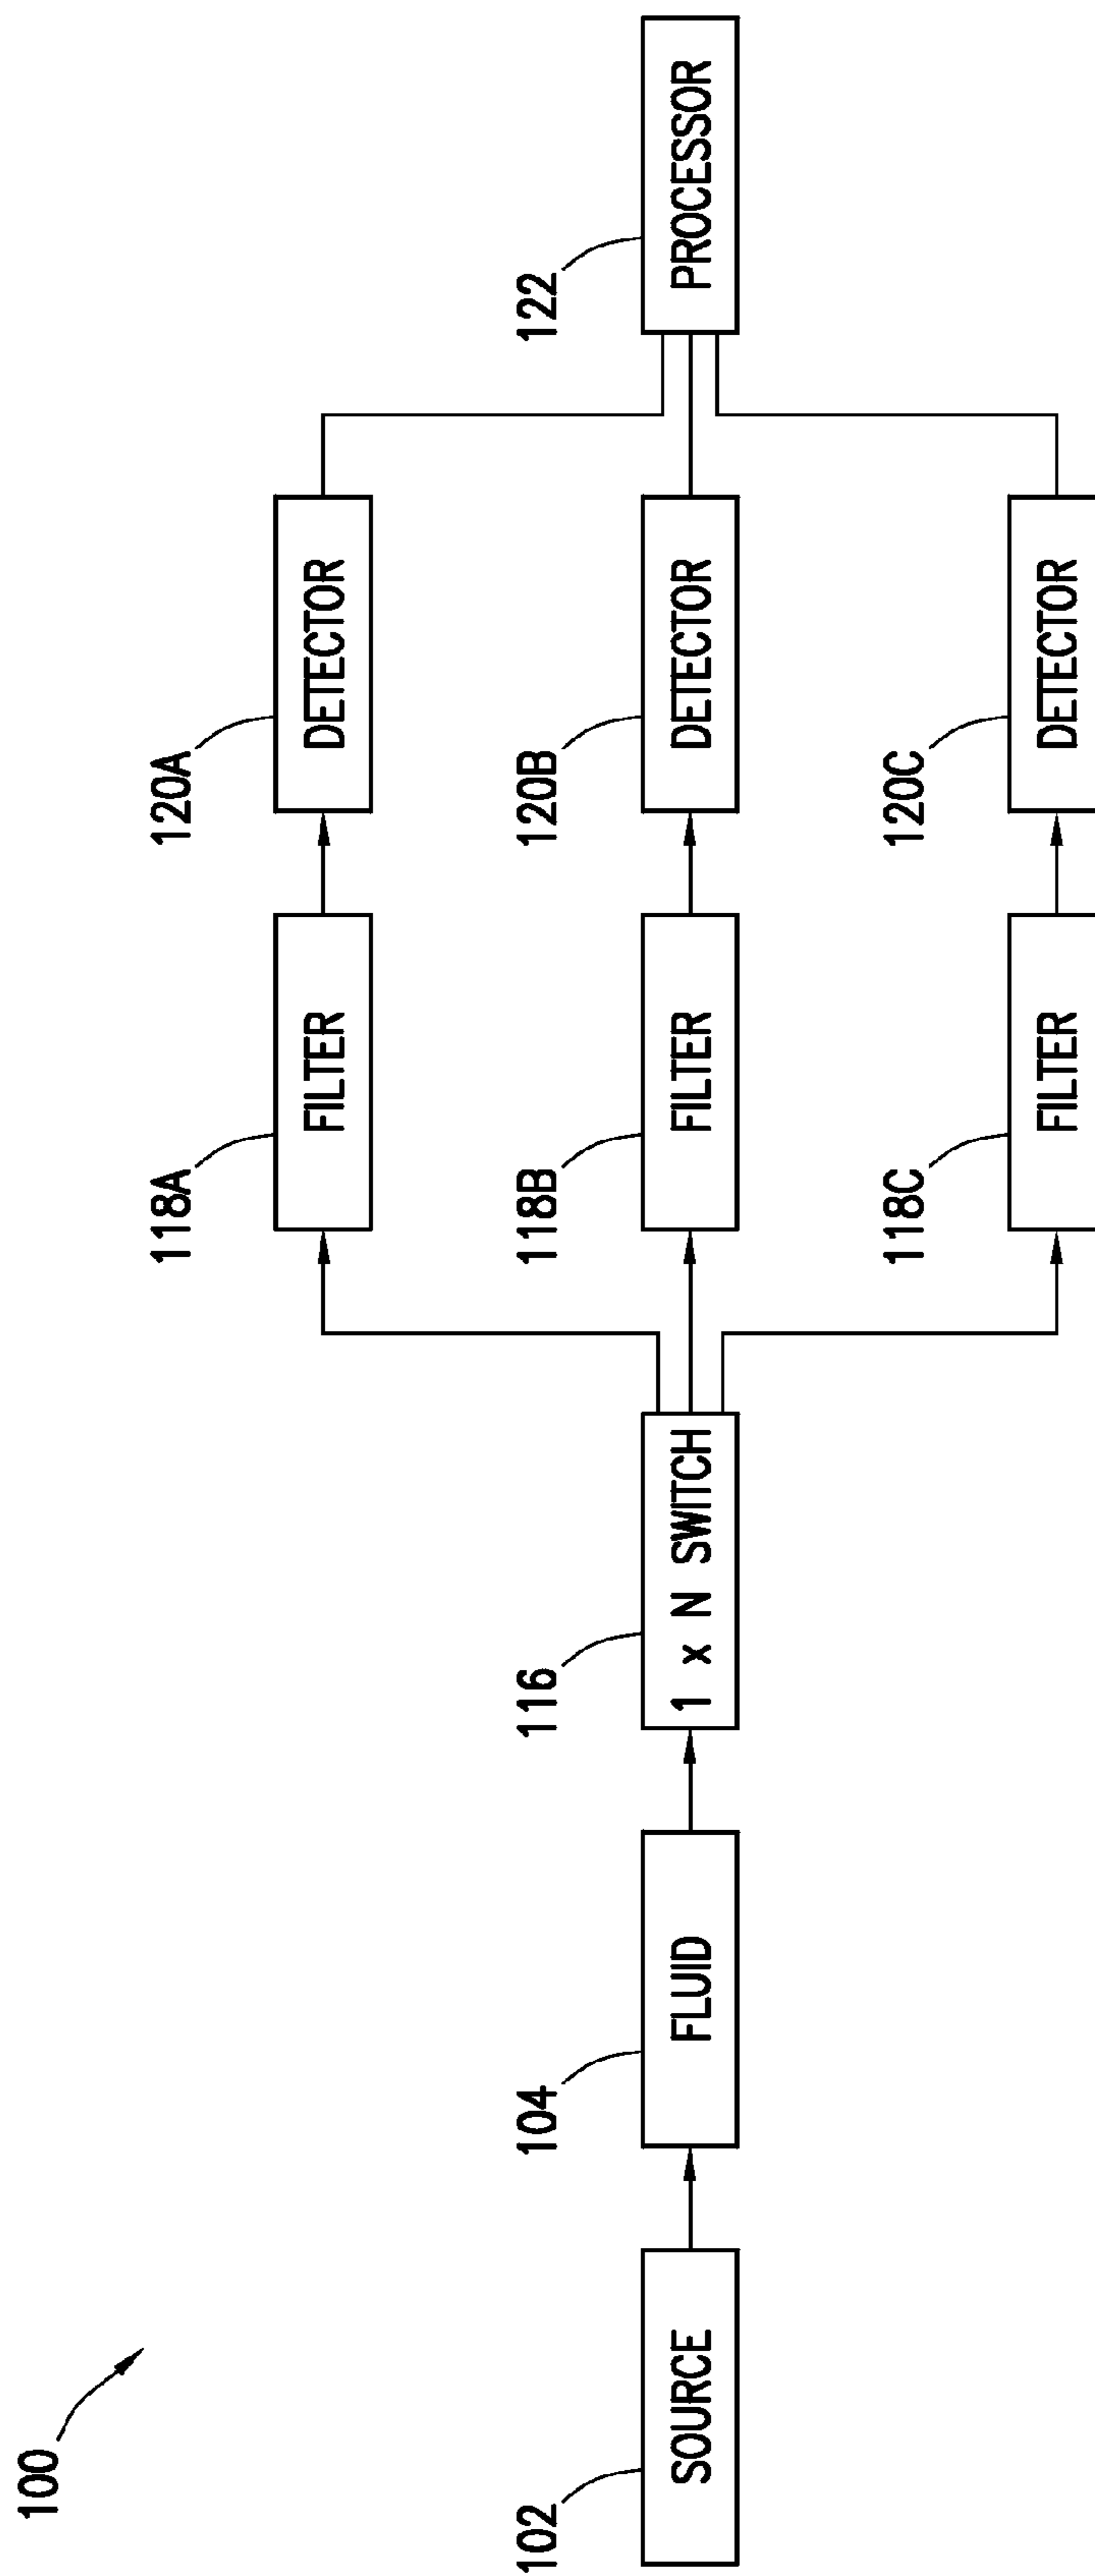 100
102
SOURCE
104
FLUID
116
1 x N SWITCH
118A
FILTER
120A
DETECTOR
118B
FILTER
120B
DETECTOR
118C
FILTER
120C
DETECTOR
122
PROCESSOR